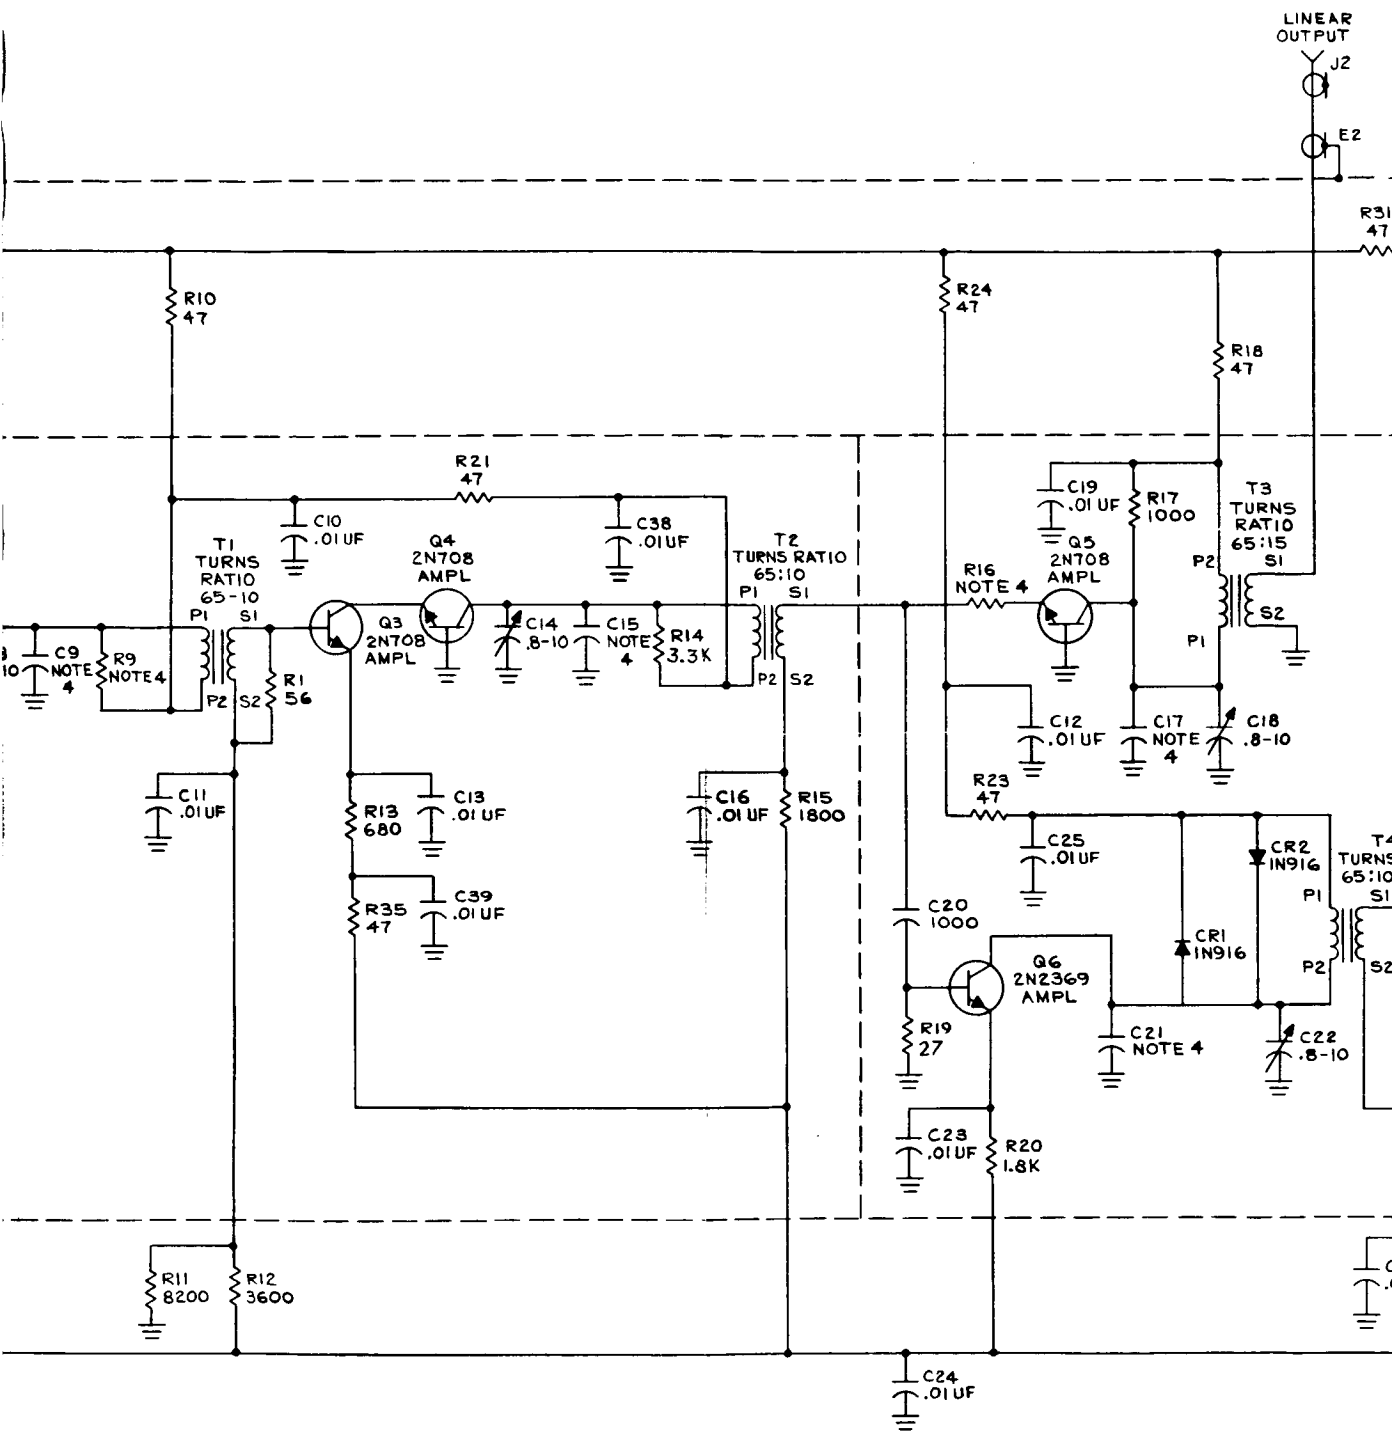 LINEAR
OUTPUT
J2
E2
R31
47
R10
47
R24
47
R18
47
R21
47
C10
.01UF
C38
.01UF
C19
.01UF
R17
1000
T3
TURNS
RATIO
65:15
P2
S1
S2
P1
T1
TURNS
RATIO
65-10
P1
S1
P2
S2
Q4
2N708
AMPL
T2
TURNS RATIO
65:10
P1
S1
P2
S2
Q5
2N708
AMPL
R16
NOTE 4
10
C9
NOTE
4
R9
NOTE4
R1
56
Q3
2N708
AMPL
C14
.8-10
C15
NOTE
4
R14
3.3K
C12
.01UF
C17
NOTE
4
C18
.8-10
C11
.01UF
R13
680
C13
.01UF
C16
.01UF
R15
1800
R23
47
C25
.01UF
CR2
1N916
T4
TURNS
65:10
P1
S1
P2
S2
R35
47
C39
.01UF
C20
1000
CR1
1N916
Q6
2N2369
AMPL
R19
27
C21
NOTE 4
C22
.8-10
C23
.01UF
R20
1.8K
R11
8200
R12
3600
C24
.01UF